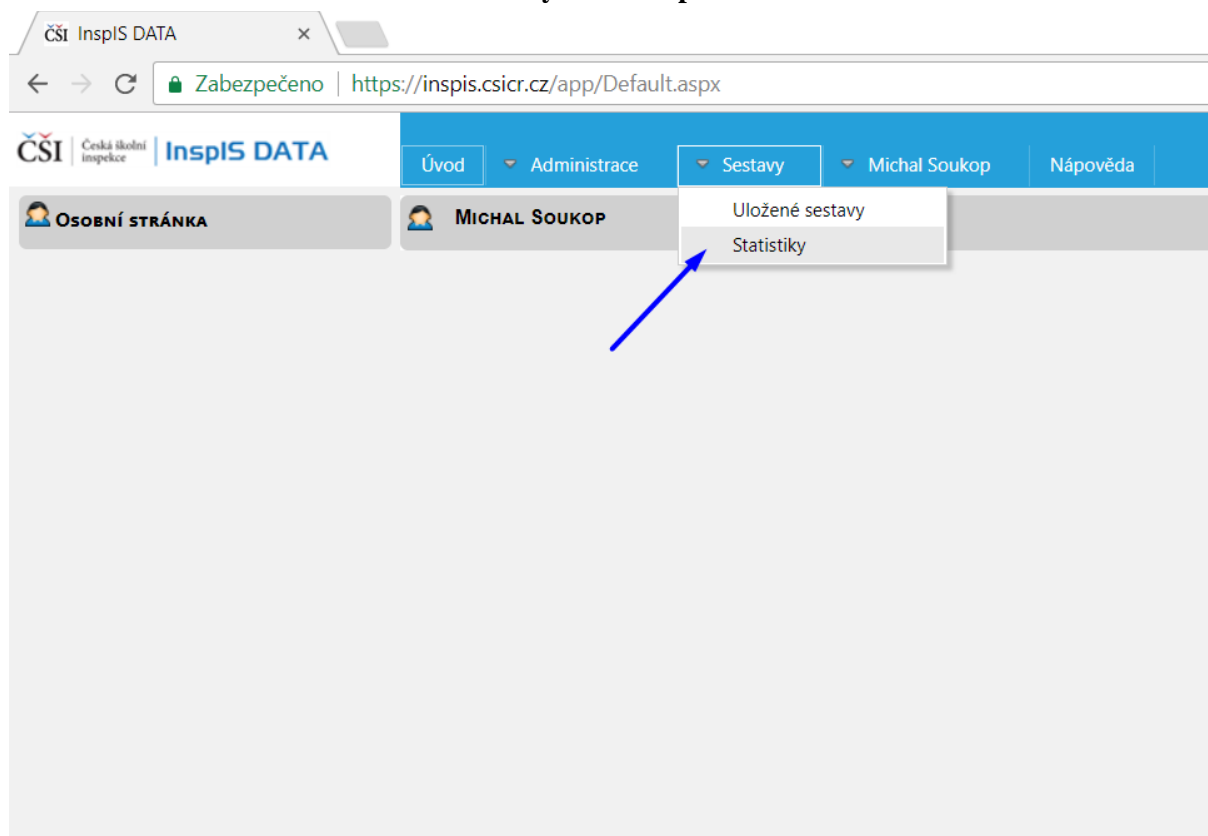 ČŠI InspIS DATA
Zabezpečeno | https://inspis.csicr.cz/app/Default.aspx
ČŠI Česká školní inspekce InspIS DATA
Úvod Administrace Sestavy Michal Soukop Nápověda
Osobní stránka Michal Soukop
Uložené sestavy
Statistiky